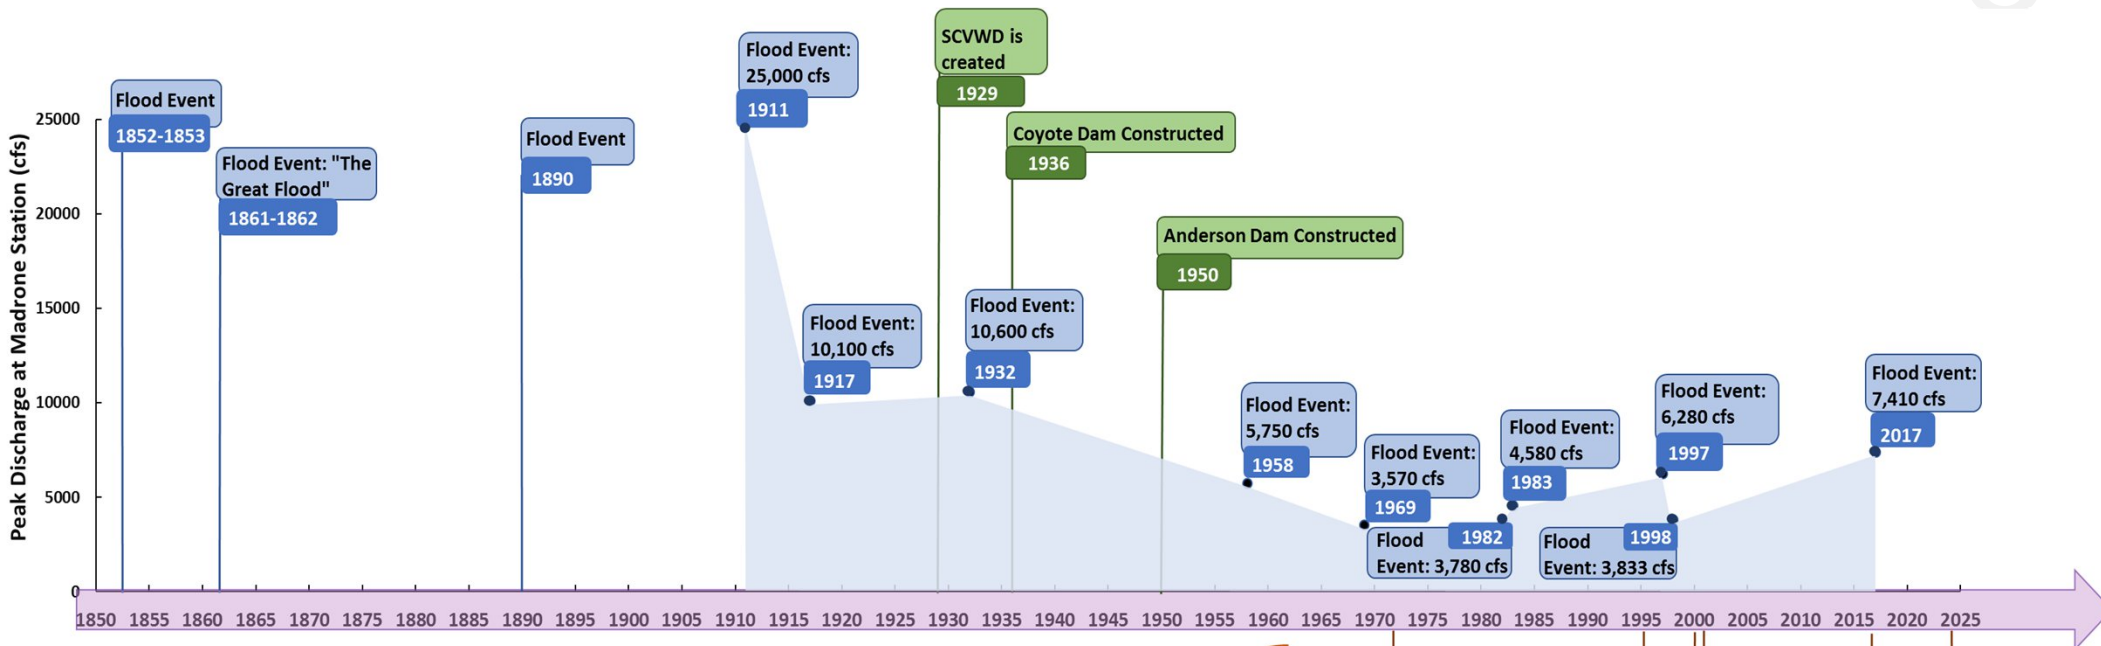 Peak Discharge at Madrone Station (cfs)
25000
20000
15000
10000
5000
0
Flood Event
1852-1853
Flood Event: "The
Great Flood"
1861-1862
Flood Event
1890
Flood Event:
25,000 cfs
1911
Flood Event:
10,100 cfs
1917
SCVWD is
created
1929
Flood Event:
10,600 cfs
1932
Coyote Dam Constructed
1936
Anderson Dam Constructed
1950
Flood Event:
5,750 cfs
1958
Flood Event:
3,570 cfs
1969
Flood
Event: 3,780 cfs
1982
Flood Event:
4,580 cfs
1983
Flood Event:
6,280 cfs
1997
Flood
Event: 3,833 cfs
1998
Flood Event:
7,410 cfs
2017
1850 1855 1860 1865 1870 1875 1880 1885 1890 1895 1900 1905 1910 1915 1920 1925 1930 1935 1940 1945 1950 1955 1960 1965 1970 1975 1980 1985 1990 1995 2000 2005 2010 2015 2020 2025